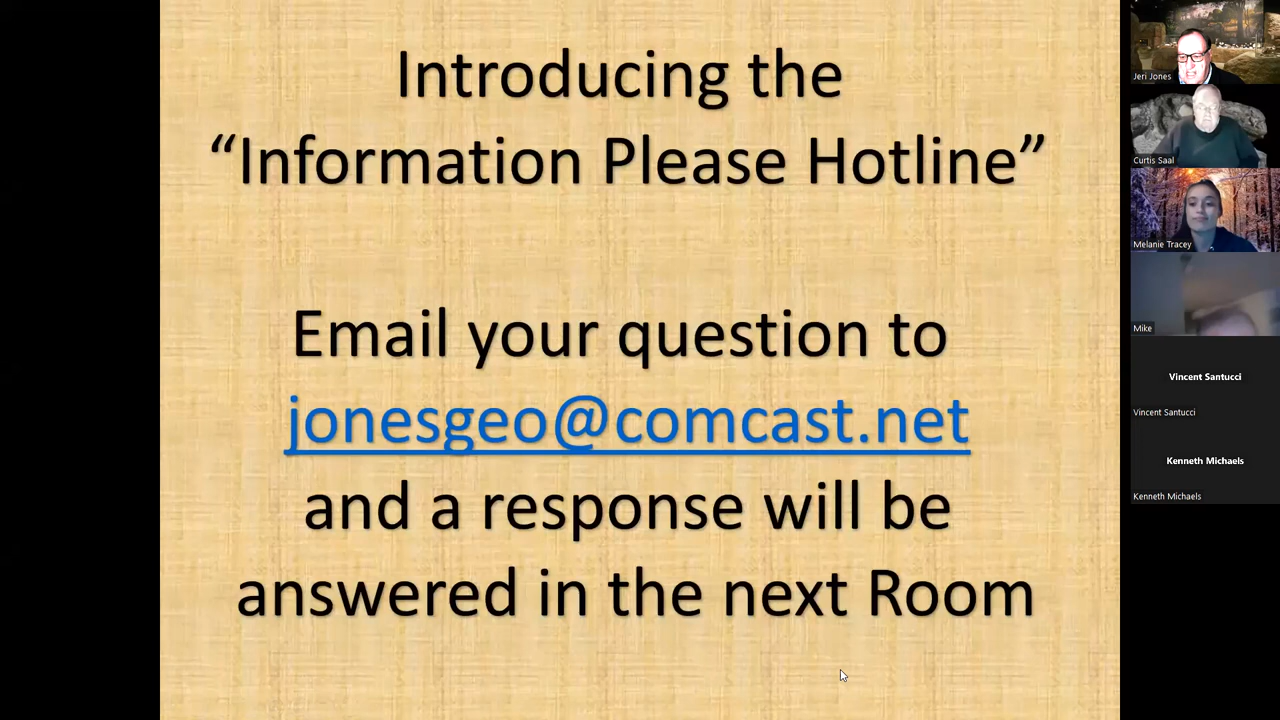 Introducing the
“Information Please Hotline”
Email your question to
jonesgeo@comcast.net
and a response will be
answered in the next Room
Jeri Jones
Curtis Saal
Melanie Tracey
Mike
Vincent Santucci
Vincent Santucci
Kenneth Michaels
Kenneth Michaels